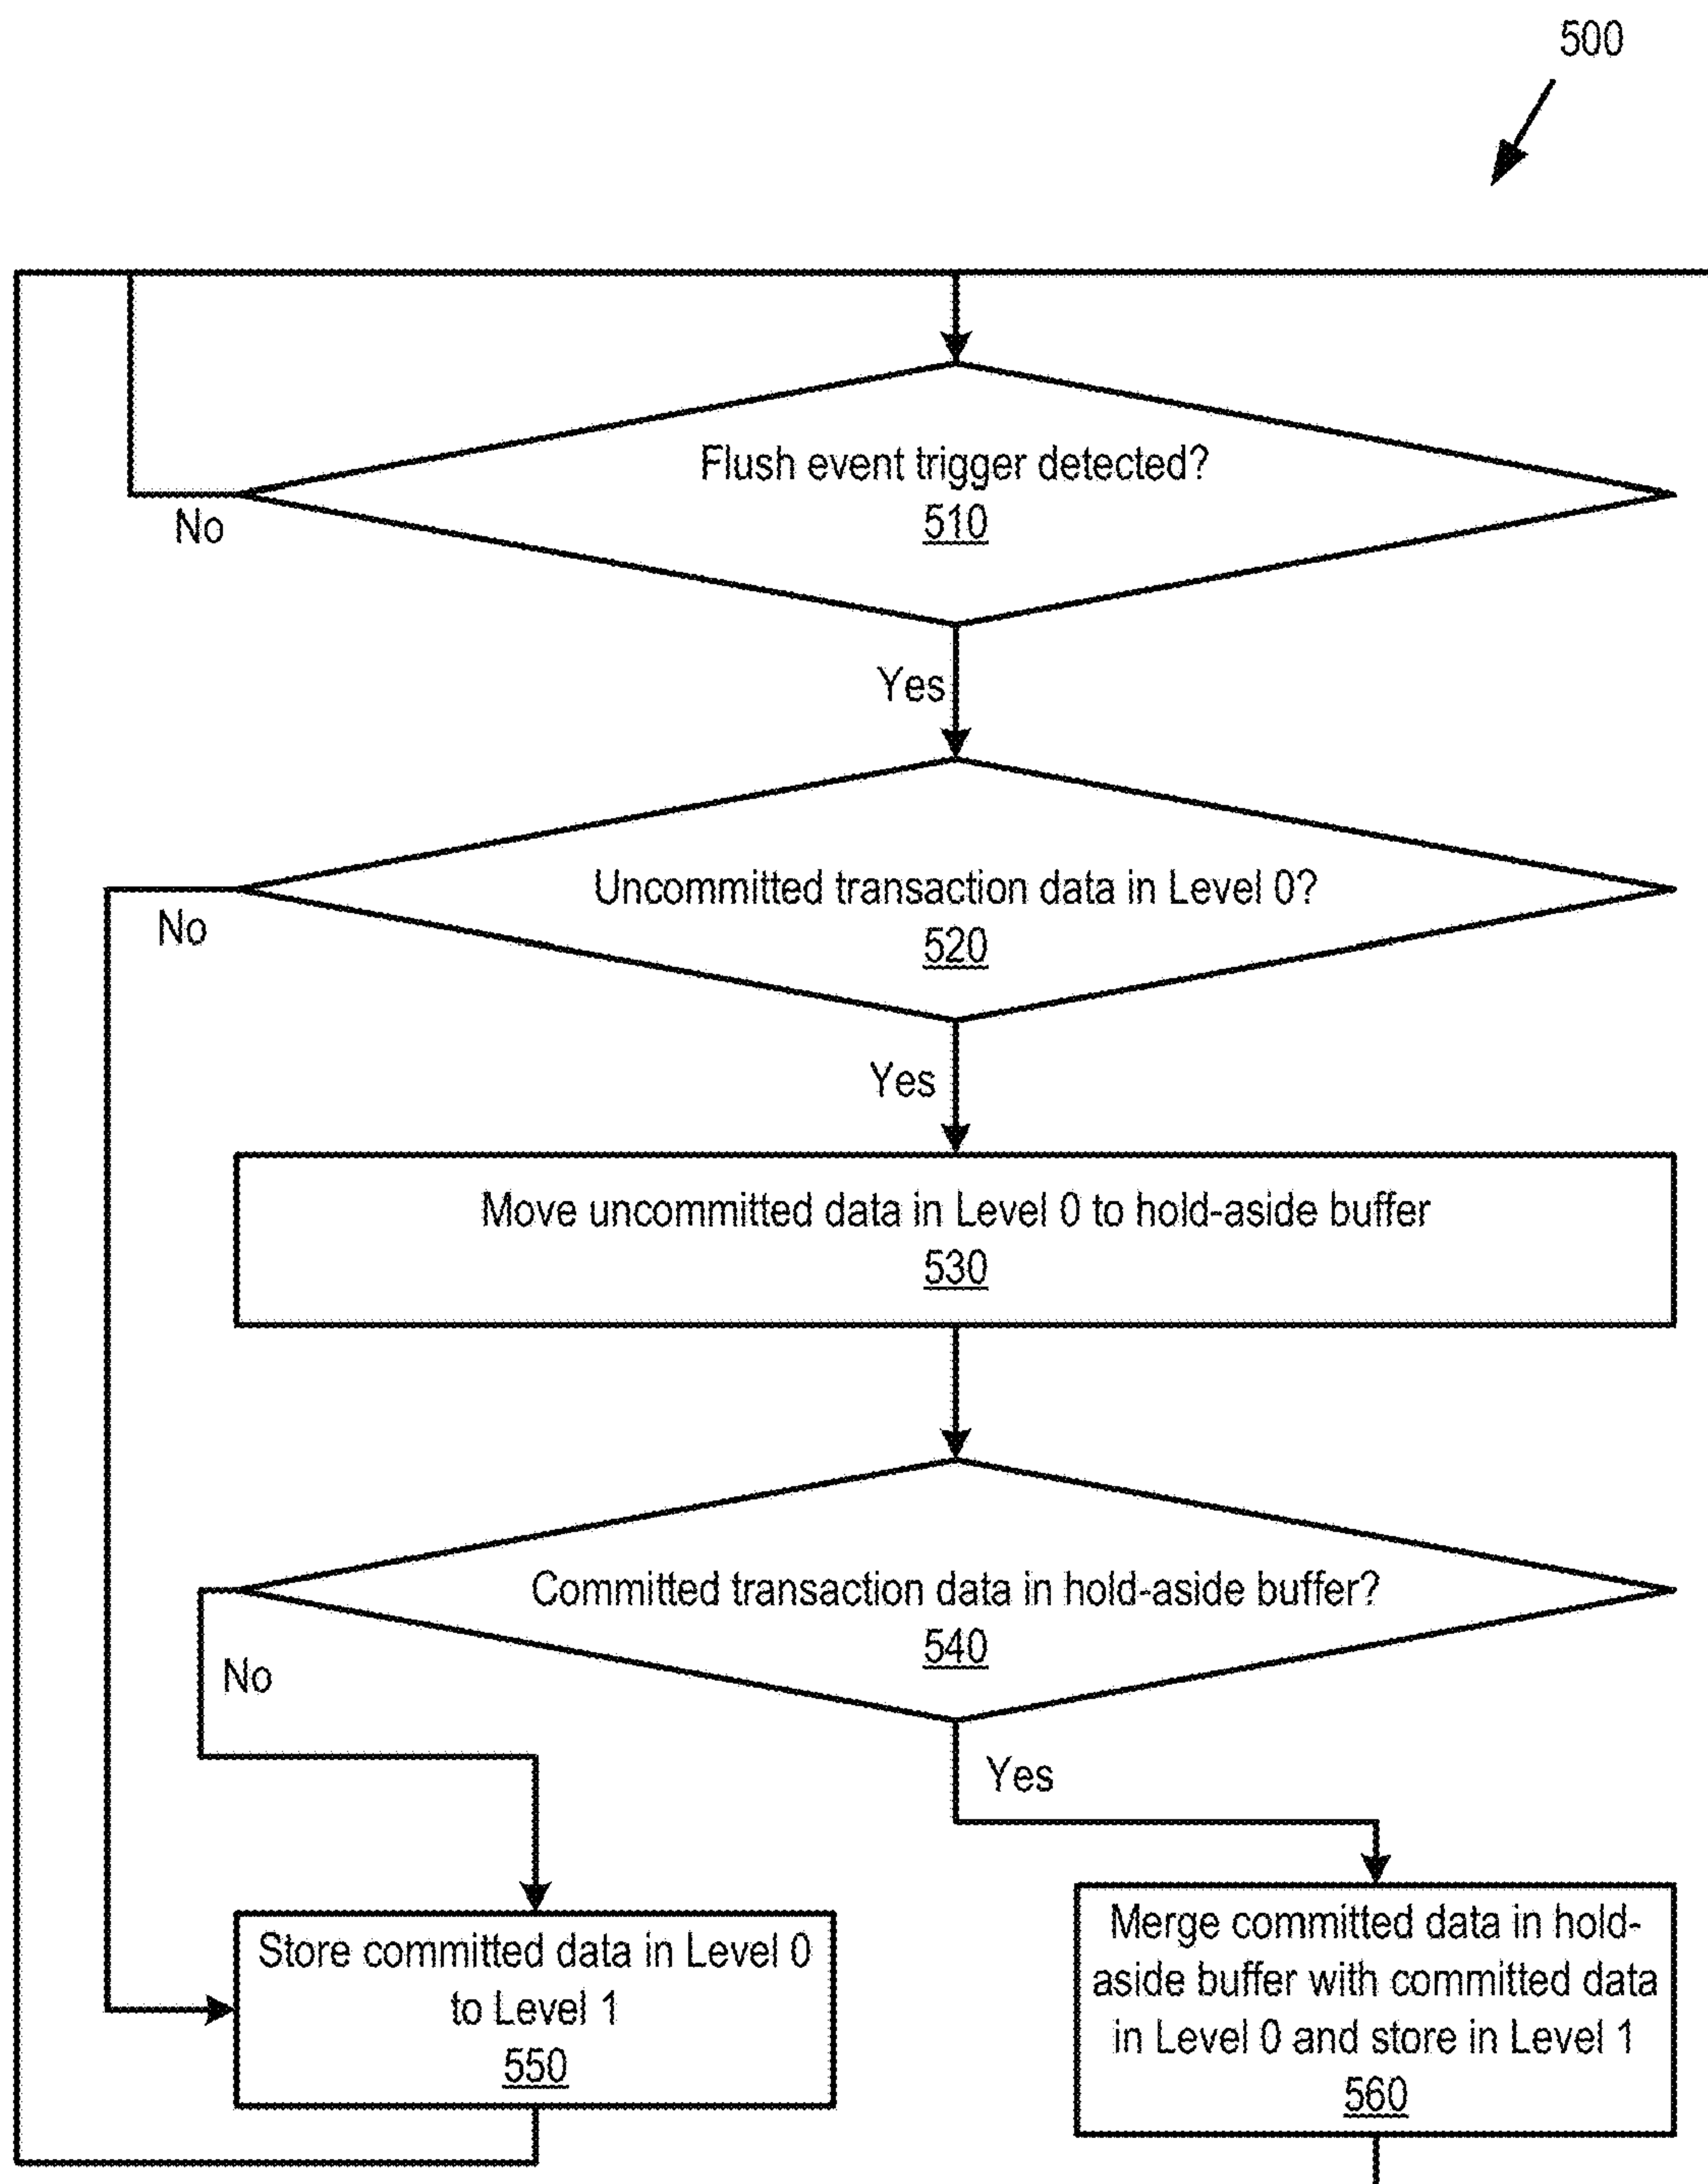 500
Flush event trigger detected?
510
No
Yes
Uncommitted transaction data in Level 0?
520
No
Yes
Move uncommitted data in Level 0 to hold-aside buffer
530
Committed transaction data in hold-aside buffer?
540
No
Yes
Store committed data in Level 0
to Level 1
550
Merge committed data in hold-
aside buffer with committed data
in Level 0 and store in Level 1
560